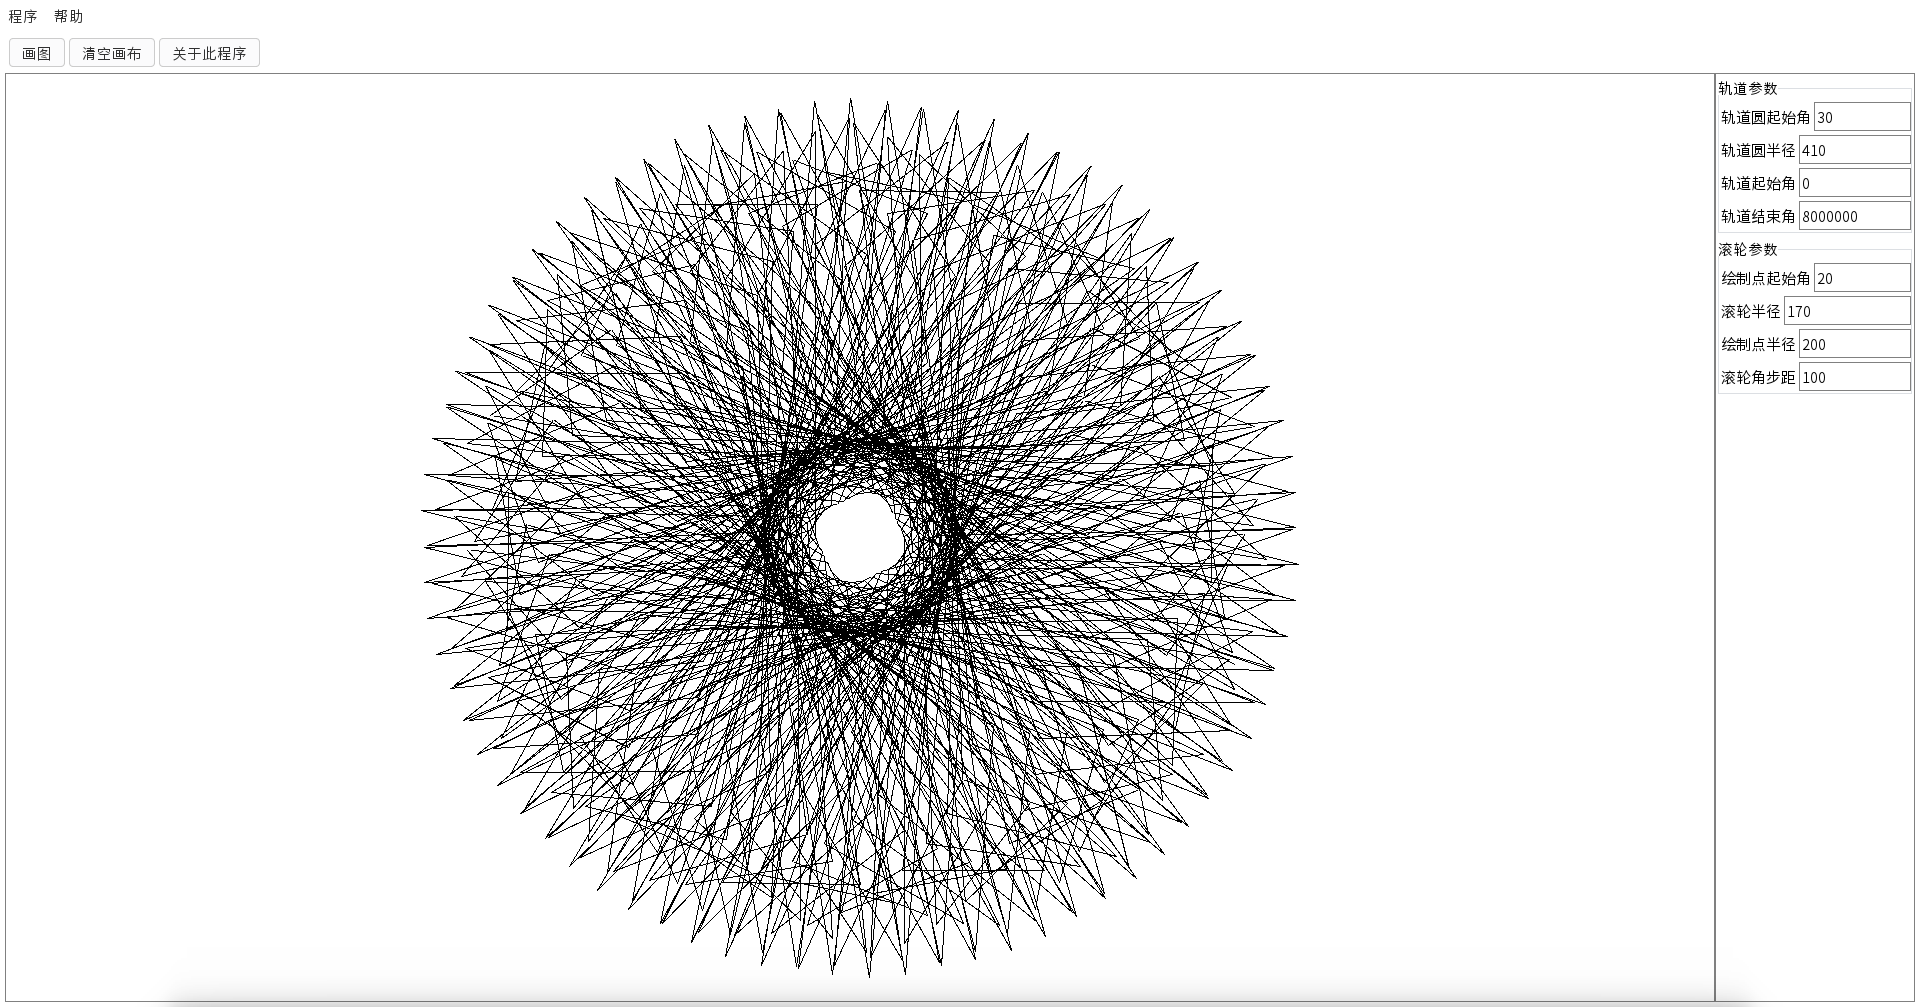 程序 帮助
画图 清空画布 关于此程序
轨道参数
轨道圆起始角 30
轨道圆半径 410
轨道起始角 0
轨道结束角 8000000
滚轮参数
绘制点起始角 20
滚轮半径 170
绘制点半径 200
滚轮角步距 100